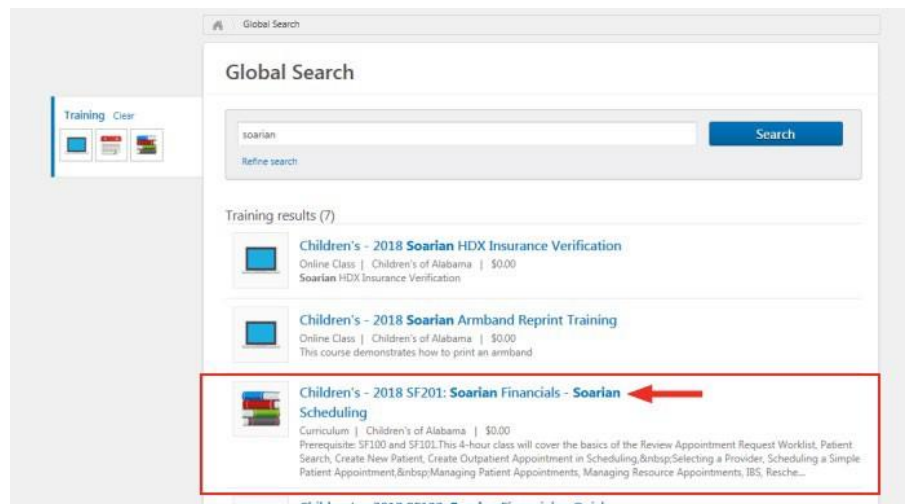 Global Search
Global Search
Training Clear
soarian
Search
Refine search
Training results (7)
Children's - 2018 Soarian HDX Insurance Verification
Online Class | Children's of Alabama | $0.00
Soarian HDX Insurance Verification
Children's - 2018 Soarian Armband Reprint Training
Online Class | Children's of Alabama | $0.00
This course demonstrates how to print an armband
Children's - 2018 SF201: Soarian Financials - Soarian
Scheduling
Curriculum | Children's of Alabama | $0.00
Prerequisite: SF100 and SF101.This 4-hour class will cover the basics of the Review Appointment Request Worklist, Patient
Search, Create New Patient, Create Outpatient Appointment in Scheduling,&nbsp;Selecting a Provider, Scheduling a Simple
Patient Appointment,&nbsp;Managing Patient Appointments, Managing Resource Appointments, IBS, Resche...